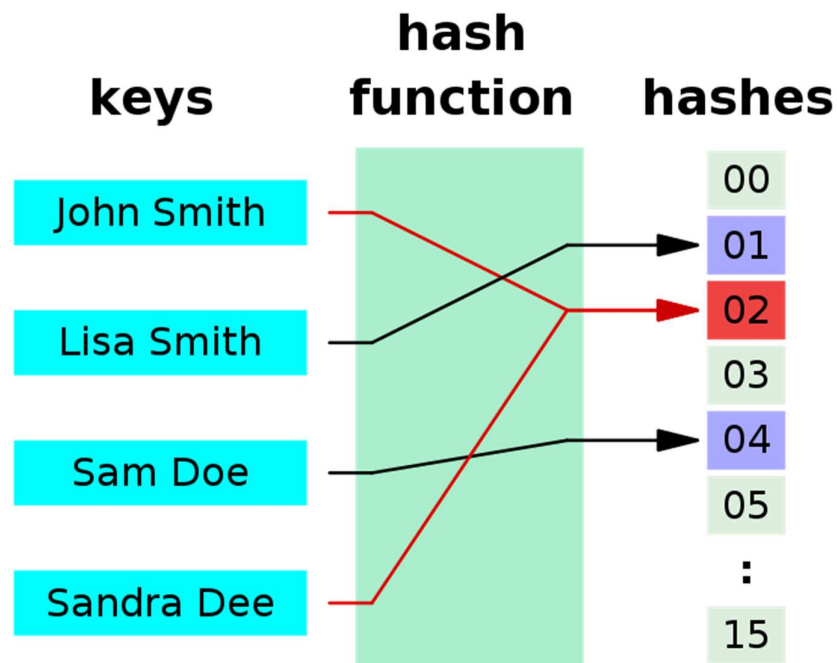 keys
hash
function
hashes
John Smith
Lisa Smith
Sam Doe
Sandra Dee
00
01
02
03
04
05
:
15